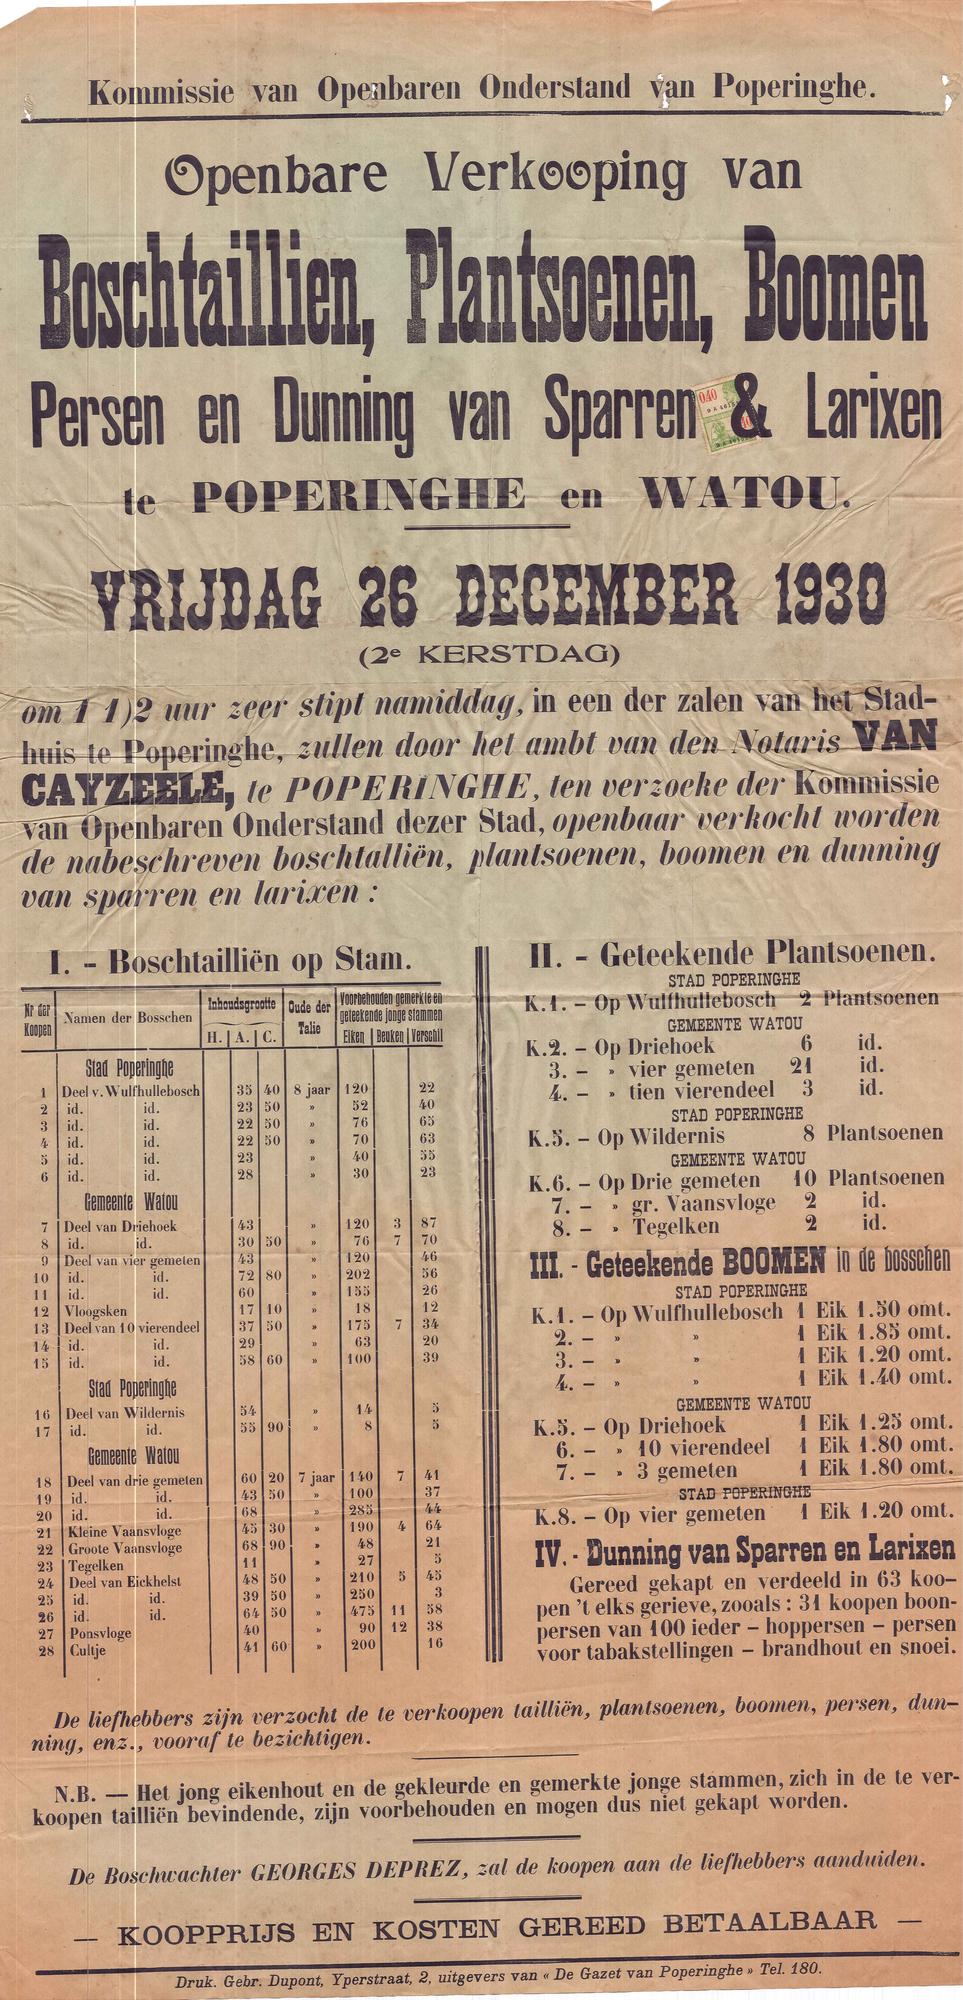 Kommissie van Openbaren Onderstand van Poperinghe.
Openbare Verkooping van
Boschtaillien, Plantsoenen, Boomen
Persen en Dunning van Sparren & Larixen
te POPERINGHE en WATOU.
VRIJDAG 26 DECEMBER 1930
(2e KERSTDAG)
om 1 1)2 uur zeer stipt namiddag, in een der zalen van het Stad-
huis te Poperinghe, zullen door het ambt van den Notaris VAN
CAYZEELE, te POPERINGHE, ten verzoeke der Kommissie
van Openbaren Onderstand dezer Stad, openbaar verkocht worden
de nabeschreven boschtalliën, plantsoenen, boomen en dunning
van sparren en larixen :
I. - Boschtailliën op Stam.
Nr der Koopen | Namen der Bosschen | Inhoudsgrootte H. | A. | C. | Oude der Talie | Voorbehouden gemerkte en geteekende jonge stammen Eiken | Beuken | Verschil
Stad Poperinghe
1 Deel v. Wulfhullebosch 35 40 8 jaar 120 22
2 id. id. 23 50 » 52 40
3 id. id. 22 50 » 76 65
4 id. id. 22 50 » 70 63
5 id. id. 23 » 40 55
6 id. id. 28 » 30 23
Gemeente Watou
7 Deel van Driehoek 43 » 120 3 87
8 id. id. 30 50 » 76 7 70
9 Deel van vier gemeten 43 » 120 46
10 id. id. 72 80 » 202 56
11 id. id. 60 » 155 26
12 Vloogsken 17 10 » 18 12
13 Deel van 10 vierendeel 37 50 » 175 7 34
14 id. id. 29 » 63 20
15 id. id. 58 60 » 100 39
Stad Poperinghe
16 Deel van Wildernis 54 » 14 5
17 id. id. 55 90 » 8 5
Gemeente Watou
18 Deel van drie gemeten 60 20 7 jaar 140 7 41
19 id. id. 43 50 » 100 37
20 id. id. 68 » 285 44
21 Kleine Vaansvloge 45 30 » 190 4 64
22 Groote Vaansvloge 68 90 » 48 21
23 Tegelken 11 » 27 5
24 Deel van Eickhelst 48 50 » 210 5 45
25 id. id. 39 50 » 250 3
26 id. id. 64 50 » 475 11 58
27 Ponsvloge 40 » 90 12 38
28 Cultje 41 60 » 200 16
II. - Geteekende Plantsoenen.
STAD POPERINGHE
K.1. – Op Wulfhullebosch 2 Plantsoenen
GEMEENTE WATOU
K.2. – Op Driehoek 6 id.
3. – » vier gemeten 21 id.
4. – » tien vierendeel 3 id.
STAD POPERINGHE
K.5. – Op Wildernis 8 Plantsoenen
GEMEENTE WATOU
K.6. – Op Drie gemeten 10 Plantsoenen
7. – » gr. Vaansvloge 2 id.
8. – » Tegelken 2 id.
III. - Geteekende BOOMEN in de bosschen
STAD POPERINGHE
K.1. – Op Wulfhullebosch 1 Eik 1.50 omt.
2. – » » 1 Eik 1.85 omt.
3. – » » 1 Eik 1.20 omt.
4. – » » 1 Eik 1.40 omt.
GEMEENTE WATOU
K.5. – Op Driehoek 1 Eik 1.25 omt.
6. – » 10 vierendeel 1 Eik 1.80 omt.
7. – » 3 gemeten 1 Eik 1.80 omt.
STAD POPERINGHE
K.8. – Op vier gemeten 1 Eik 1.20 omt.
IV. - Dunning van Sparren en Larixen
Gereed gekapt en verdeeld in 63 koo-
pen 't elks gerieve, zooals : 31 koopen boon-
persen van 100 ieder – hoppersen – persen
voor tabakstellingen – brandhout en snoei.
De liefhebbers zijn verzocht de te verkoopen tailliën, plantsoenen, boomen, persen, dun-
ning, enz., vooraf te bezichtigen.
N.B. — Het jong eikenhout en de gekleurde en gemerkte jonge stammen, zich in de te ver-
koopen tailliën bevindende, zijn voorbehouden en mogen dus niet gekapt worden.
De Boschwachter GEORGES DEPREZ, zal de koopen aan de liefhebbers aanduiden.
— KOOPPRIJS EN KOSTEN GEREED BETAALBAAR —
Druk. Gebr. Dupont, Yperstraat, 2, uitgevers van « De Gazet van Poperinghe » Tel. 180.